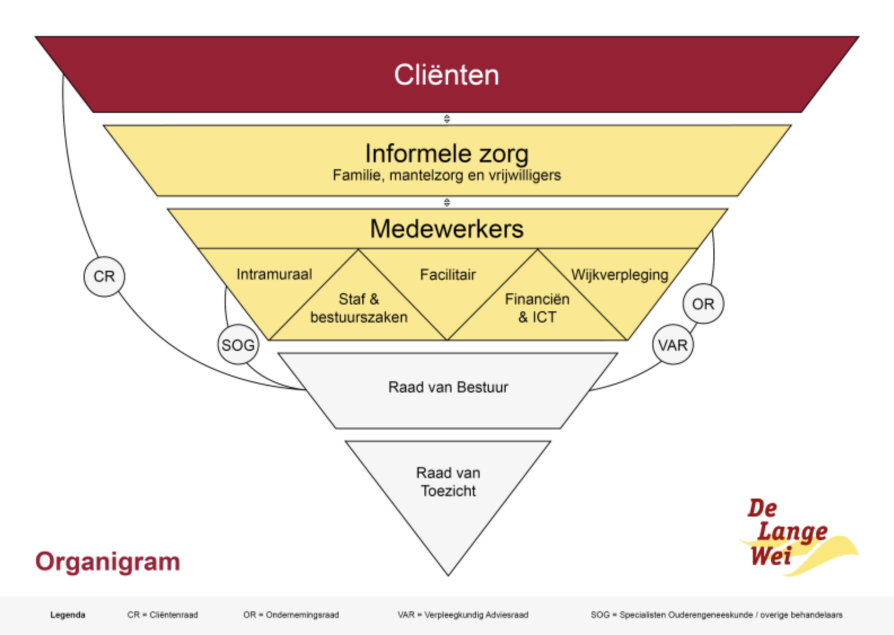 Cliënten
Informele zorg
Familie, mantelzorg en vrijwilligers
Medewerkers
Intramuraal
Facilitair
Wijkverpleging
Staf &
bestuurszaken
Financiën
& ICT
CR
OR
SOG
VAR
Raad van Bestuur
Raad van
Toezicht
De
Lange
Wei
Organigram
Legenda CR = Cliëntenraad OR = Ondernemingsraad VAR = Verpleegkundig Adviesraad SOG = Specialisten Ouderengeneeskunde / overige behandelaars